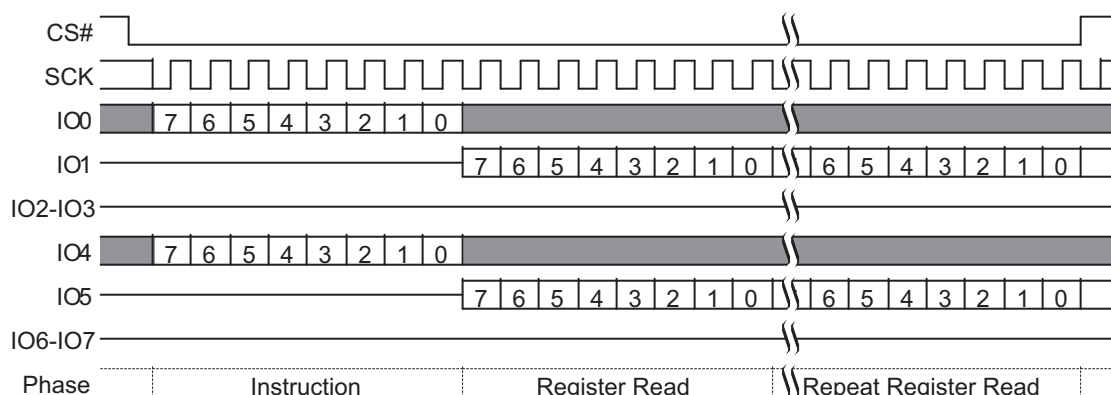 CS#
SCK
IO0 7 6 5 4 3 2 1 0
IO1 7 6 5 4 3 2 1 0 6 5 4 3 2 1 0
IO2-IO3
IO4 7 6 5 4 3 2 1 0
IO5 7 6 5 4 3 2 1 0 6 5 4 3 2 1 0
IO6-IO7
Phase Instruction Register Read Repeat Register Read